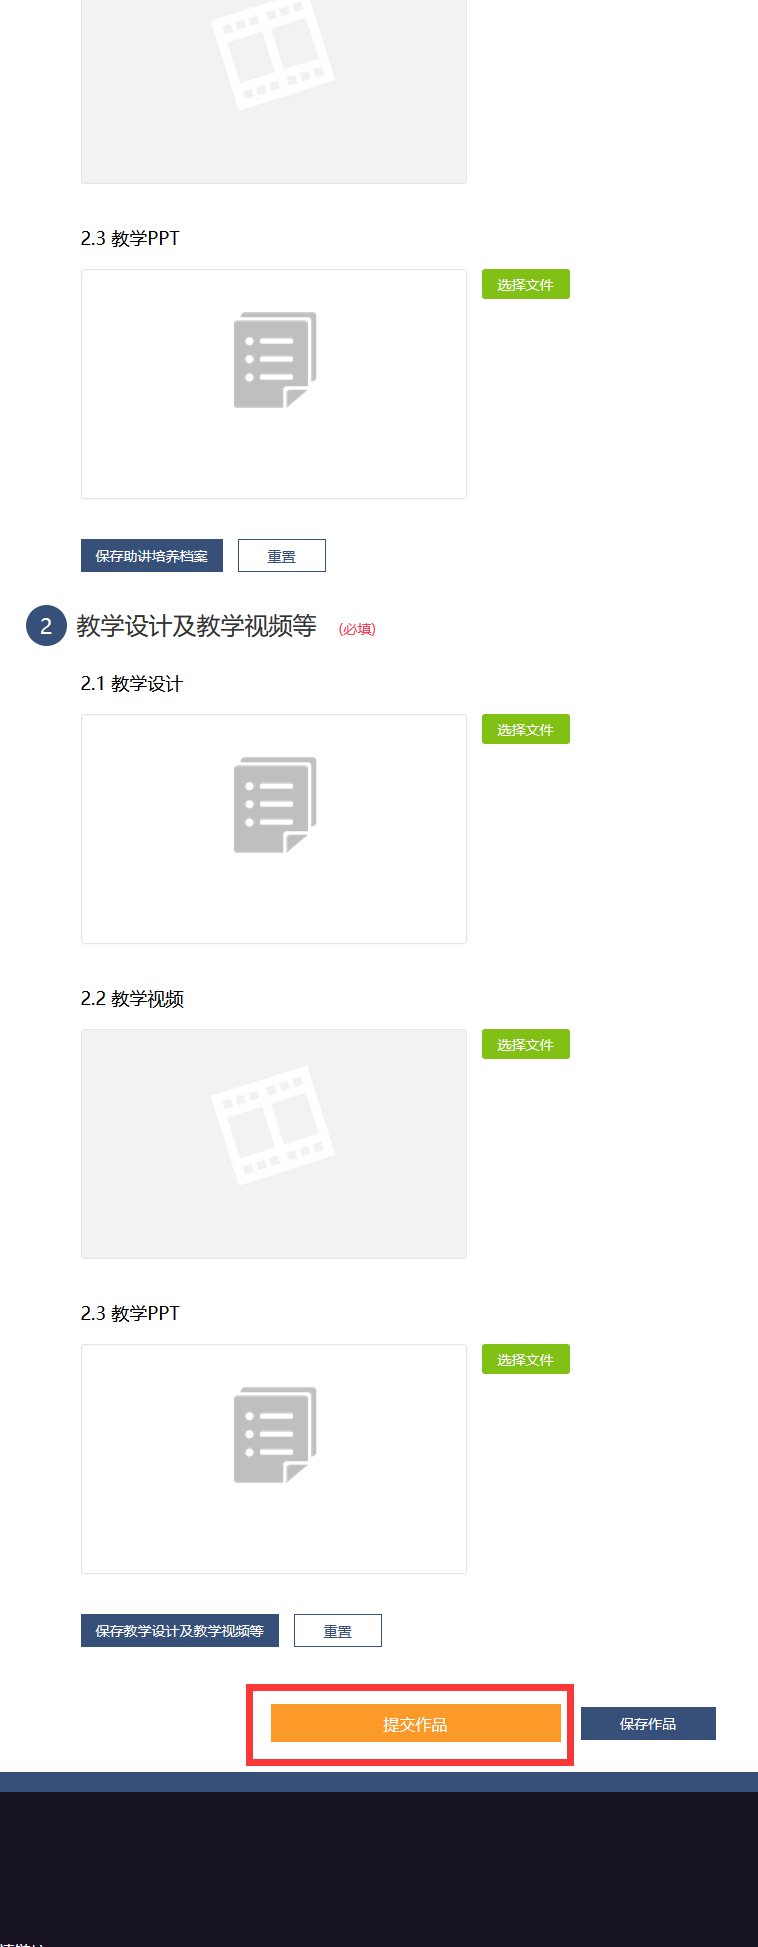 2.3 教学PPT
选择文件
保存助讲培养档案 重置
2 教学设计及教学视频等 (必填)
2.1 教学设计
选择文件
2.2 教学视频
选择文件
2.3 教学PPT
选择文件
保存教学设计及教学视频等 重置
提交作品 保存作品